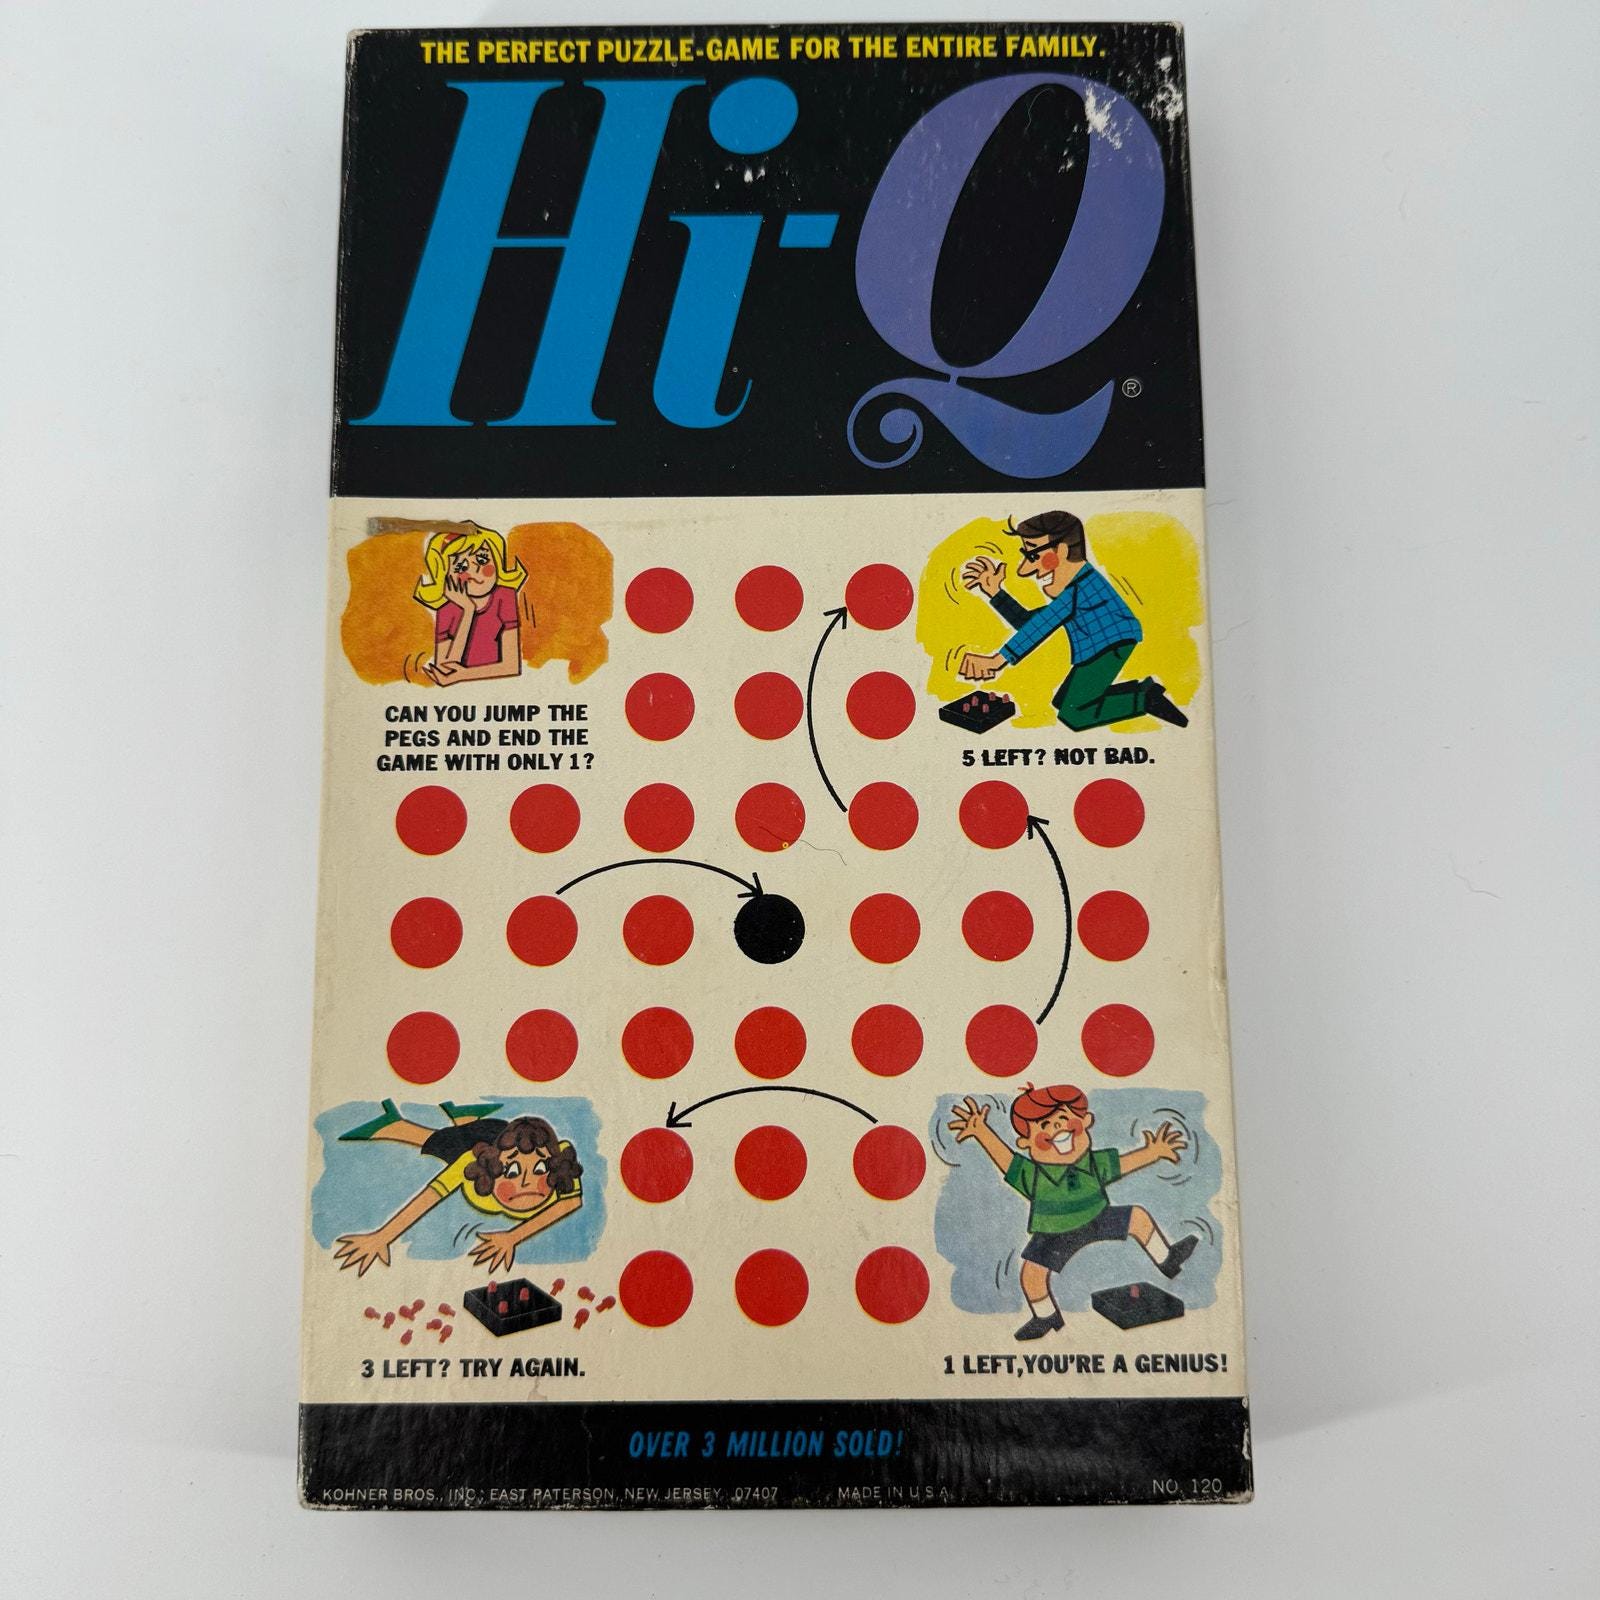 THE PERFECT PUZZLE-GAME FOR THE ENTIRE FAMILY.
Hi-Q
®
CAN YOU JUMP THE
PEGS AND END THE
GAME WITH ONLY 1?
5 LEFT? NOT BAD.
3 LEFT? TRY AGAIN.
1 LEFT, YOU'RE A GENIUS!
OVER 3 MILLION SOLD!
KOHNER BROS., INC., EAST PATERSON, NEW JERSEY, 07407 MADE IN U.S.A. NO. 120